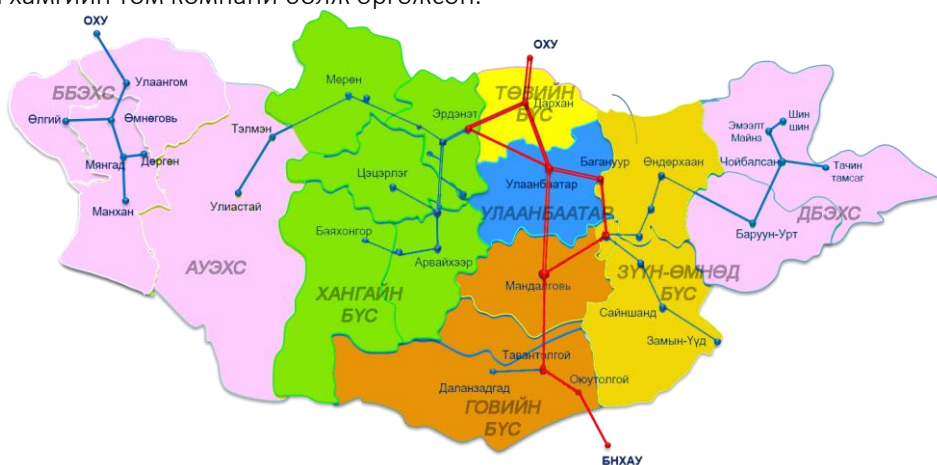 хамгийн том компани болж өргөжсөн.
ОХУ
ББЭХС
Улаангом
Өлгий
Өмнөговь
Мянгад
Дөргөн
Манхан
АУЭХС
Тэлмэн
Улиастай
Мөрөн
Эрдэнэт
Цэцэрлэг
Баяхонгор
Арвайхээр
ХАНГАЙН
БҮС
ОХУ
ТӨВИЙН
БҮС
Дархан
Улаанбаатар
УЛААНБААТАР
Багануур
Өндөрхаан
Мандалговь
ЗҮҮН-ӨМНӨД
БҮС
Сайншанд
Замын-Үүд
Тавантолгой
Даланзадгад
Оюутолгой
ГОВИЙН
БҮС
БНХАУ
Шин
шин
Эмээлт
Майнз
Чойбалсан
Тачин
тамсаг
Баруун-Урт
ДБЭХС